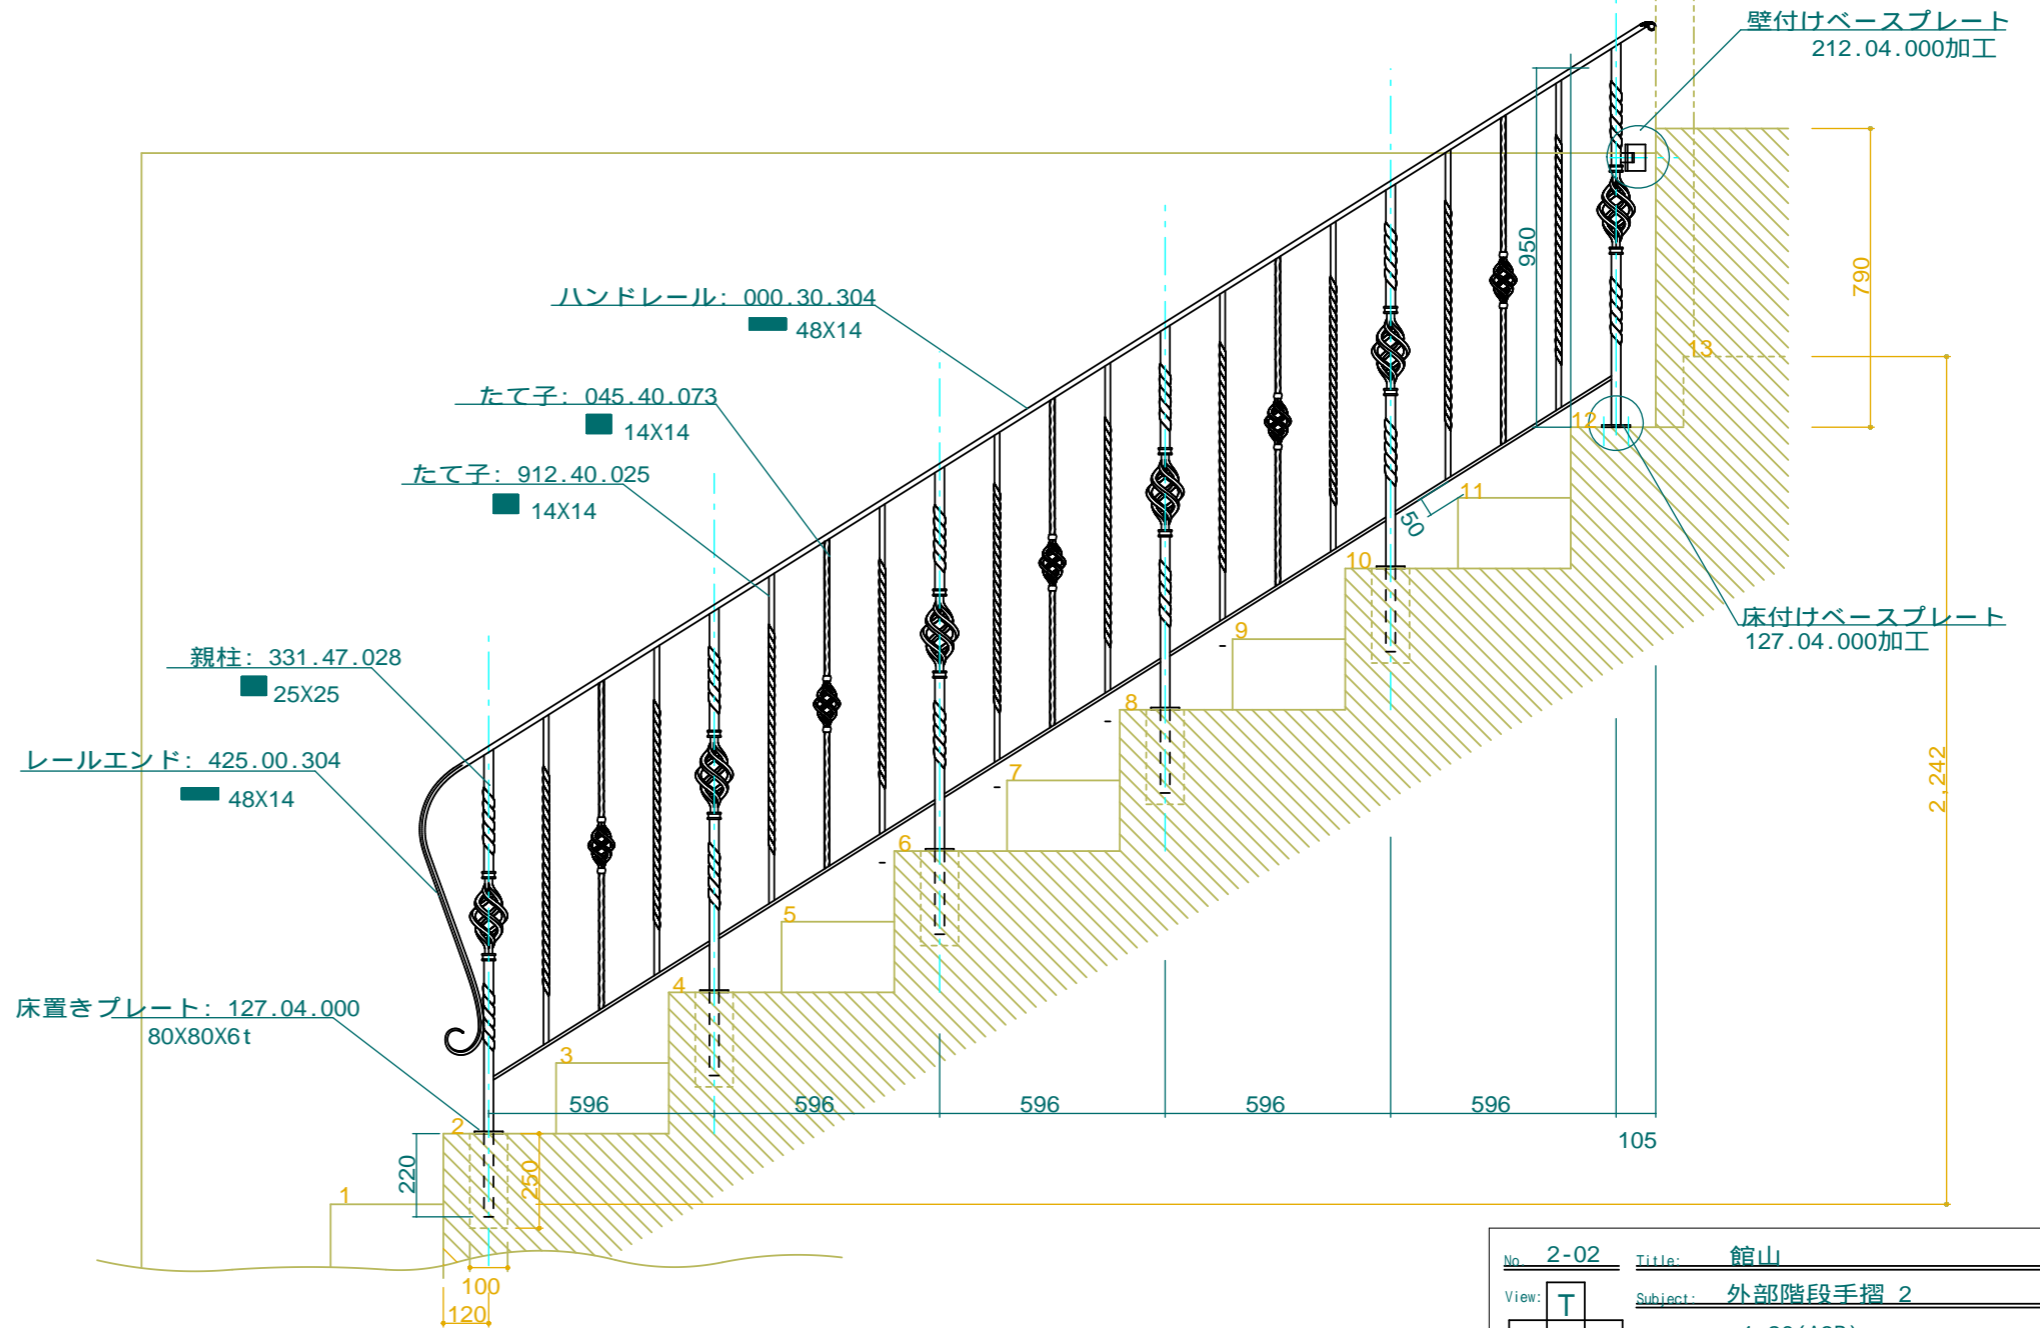 壁付けベースプレート
212.04.000加工
950
790
ハンドレール: 000.30.304
48X14
13
たて子: 045.40.073
14X14
12
たて子: 912.40.025
14X14
11
50
10
床付けベースプレート
127.04.000加工
9
親柱: 331.47.028
25X25
8
レールエンド: 425.00.304
48X14
7
2,242
6
5
床置きプレート: 127.04.000
80X80X6t
4
3
596
596
596
596
596
105
2
220
250
1
100
120
No. 2-02 Title: 館山
View: T Subject: 外部階段手摺 2